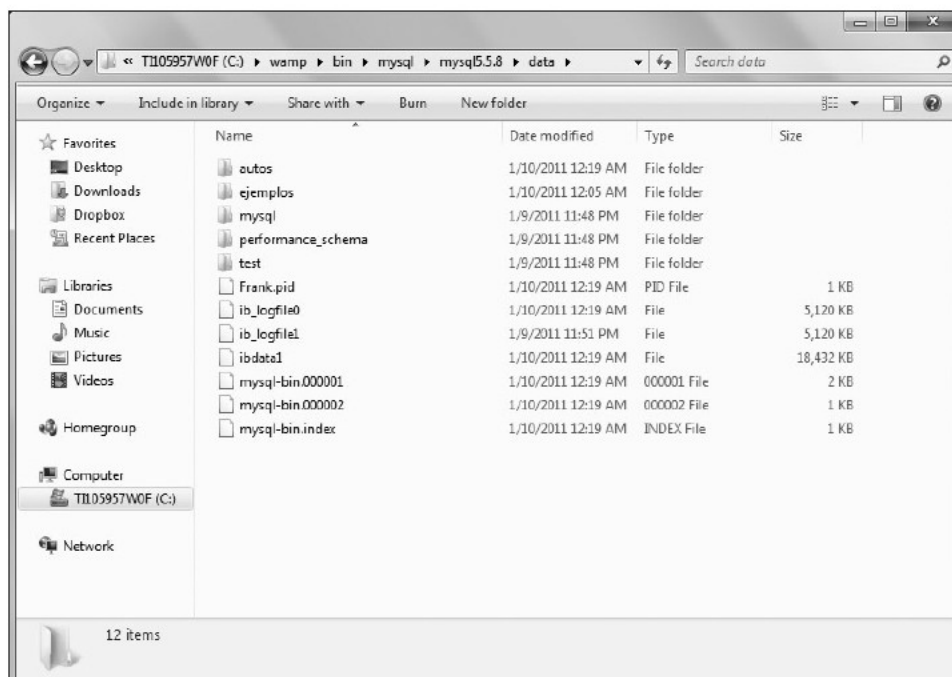 « TI105957W0F (C:) ▸ wamp ▸ bin ▸ mysql ▸ mysql5.5.8 ▸ data ▸ Search data
Organize Include in library Share with Burn New folder
Favorites
Desktop
Downloads
Dropbox
Recent Places
Libraries
Documents
Music
Pictures
Videos
Homegroup
Computer
TI105957W0F (C:)
Network
Name Date modified Type Size
autos 1/10/2011 12:19 AM File folder
ejemplos 1/10/2011 12:05 AM File folder
mysql 1/9/2011 11:48 PM File folder
performance_schema 1/9/2011 11:48 PM File folder
test 1/9/2011 11:48 PM File folder
Frank.pid 1/10/2011 12:19 AM PID File 1 KB
ib_logfile0 1/10/2011 12:19 AM File 5,120 KB
ib_logfile1 1/9/2011 11:51 PM File 5,120 KB
ibdata1 1/10/2011 12:19 AM File 18,432 KB
mysql-bin.000001 1/10/2011 12:19 AM 000001 File 2 KB
mysql-bin.000002 1/10/2011 12:19 AM 000002 File 1 KB
mysql-bin.index 1/10/2011 12:19 AM INDEX File 1 KB
12 items